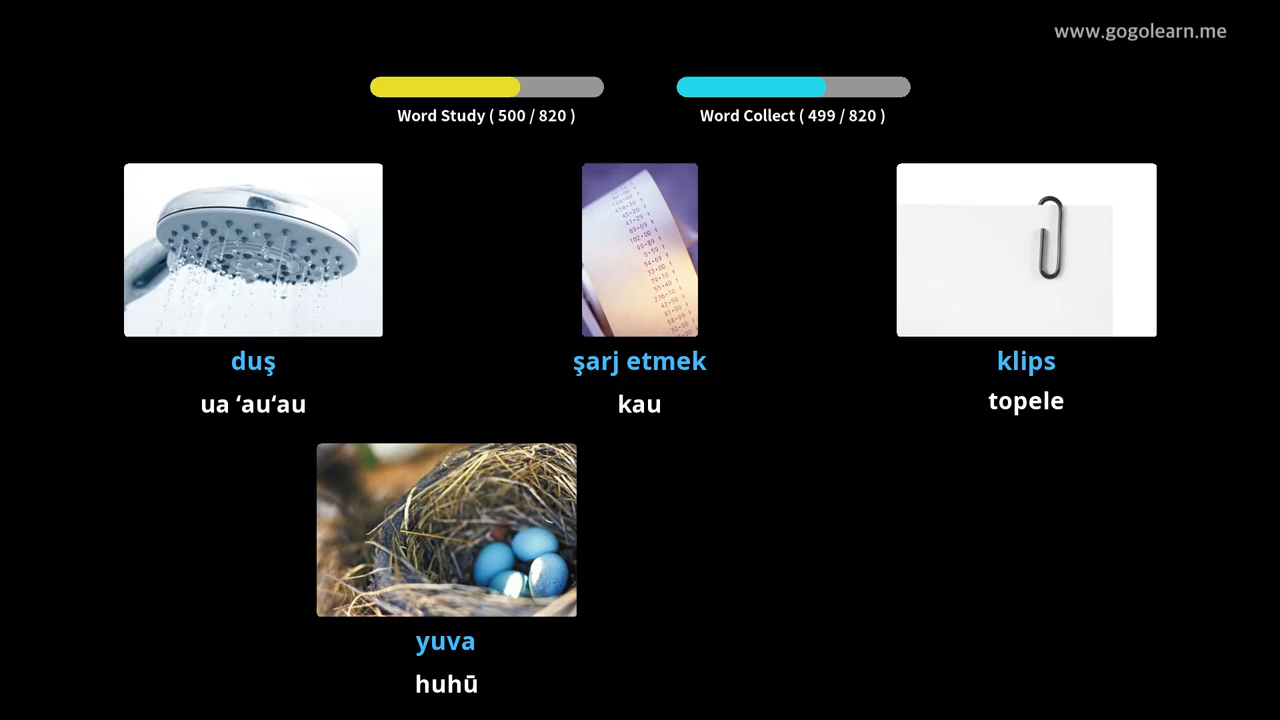 www.gogolearn.me
Word Study ( 500 / 820 )
Word Collect ( 499 / 820 )
duş
şarj etmek
klips
ua ʻauʻau
kau
topele
yuva
huhū